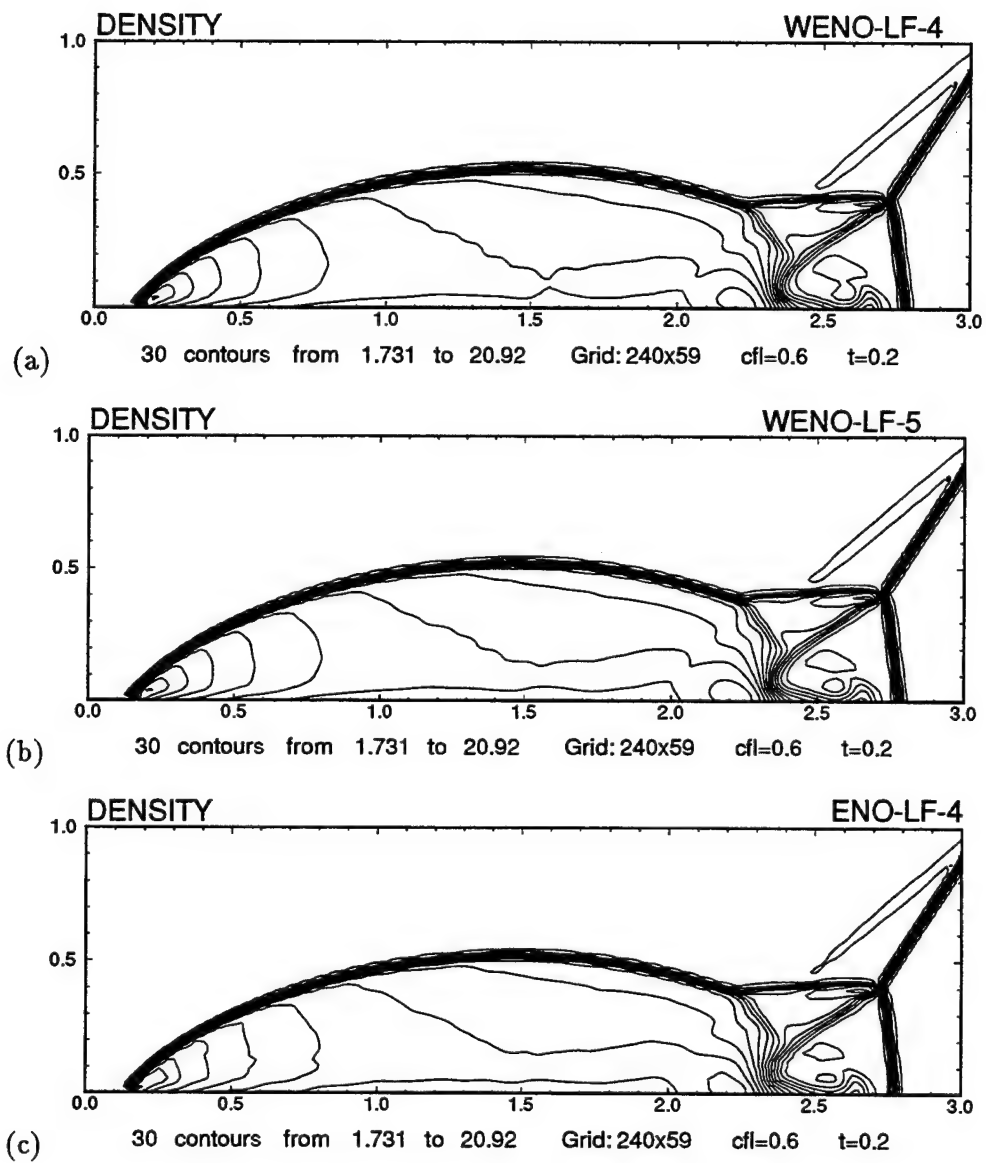 DENSITY WENO-LF-4
1.0
0.5
0.0 0.5 1.0 1.5 2.0 2.5 3.0
(a) 30 contours from 1.731 to 20.92 Grid: 240x59 cfl=0.6 t=0.2
DENSITY WENO-LF-5
1.0
0.5
0.0 0.5 1.0 1.5 2.0 2.5 3.0
(b) 30 contours from 1.731 to 20.92 Grid: 240x59 cfl=0.6 t=0.2
DENSITY ENO-LF-4
1.0
0.5
0.0 0.5 1.0 1.5 2.0 2.5 3.0
(c) 30 contours from 1.731 to 20.92 Grid: 240x59 cfl=0.6 t=0.2